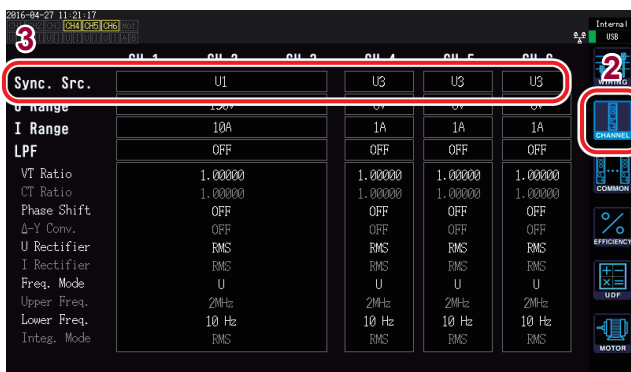 2016-04-27 11:21:17
CH4 CH5 CH6 Mot
Internal
USB
3
2
WIRING
Sync. Src. U1 U3 U3 U3
I Range 10A 1A 1A 1A
CHANNEL
LPF OFF OFF OFF OFF
VT Ratio 1.00000 1.00000 1.00000 1.00000
CT Ratio 1.00000 1.00000 1.00000 1.00000
COMMON
Phase Shift OFF OFF OFF OFF
Δ-Y Conv. OFF OFF OFF OFF
U Rectifier RMS RMS RMS RMS
EFFICIENCY
I Rectifier RMS RMS RMS RMS
Freq. Mode U U U U
Upper Freq. 2MHz 2MHz 2MHz 2MHz
UDF
Lower Freq. 10 Hz 10 Hz 10 Hz 10 Hz
Integ. Mode RMS RMS RMS RMS
MOTOR